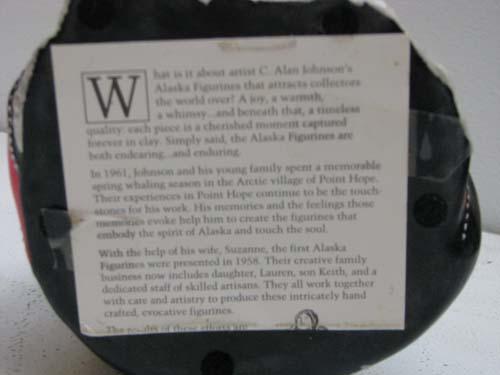 What is it about artist C. Alan Johnson's
Alaska Figurines that attracts collectors
the world over? A joy, a warmth,
a whimsy...and beneath that, a timeless
quality: each piece is a cherished moment captured
forever in clay. Simply said, the Alaska Figurines are
both endearing...and enduring.
In 1961, Johnson and his young family spent a memorable
spring whaling season in the Arctic village of Point Hope.
Their experiences in Point Hope continue to be the touch-
stones for his work. His memories and the feelings those
memories evoke help him to create the figurines that
embody the spirit of Alaska and touch the soul.
With the help of his wife, Suzanne, the first Alaska
Figurines were presented in 1958. Their creative family
business now includes daughter, Lauren, son Keith, and a
dedicated staff of skilled artisans. They all work together
with care and artistry to produce these intricately hand
crafted, evocative figurines.
The results of these efforts are